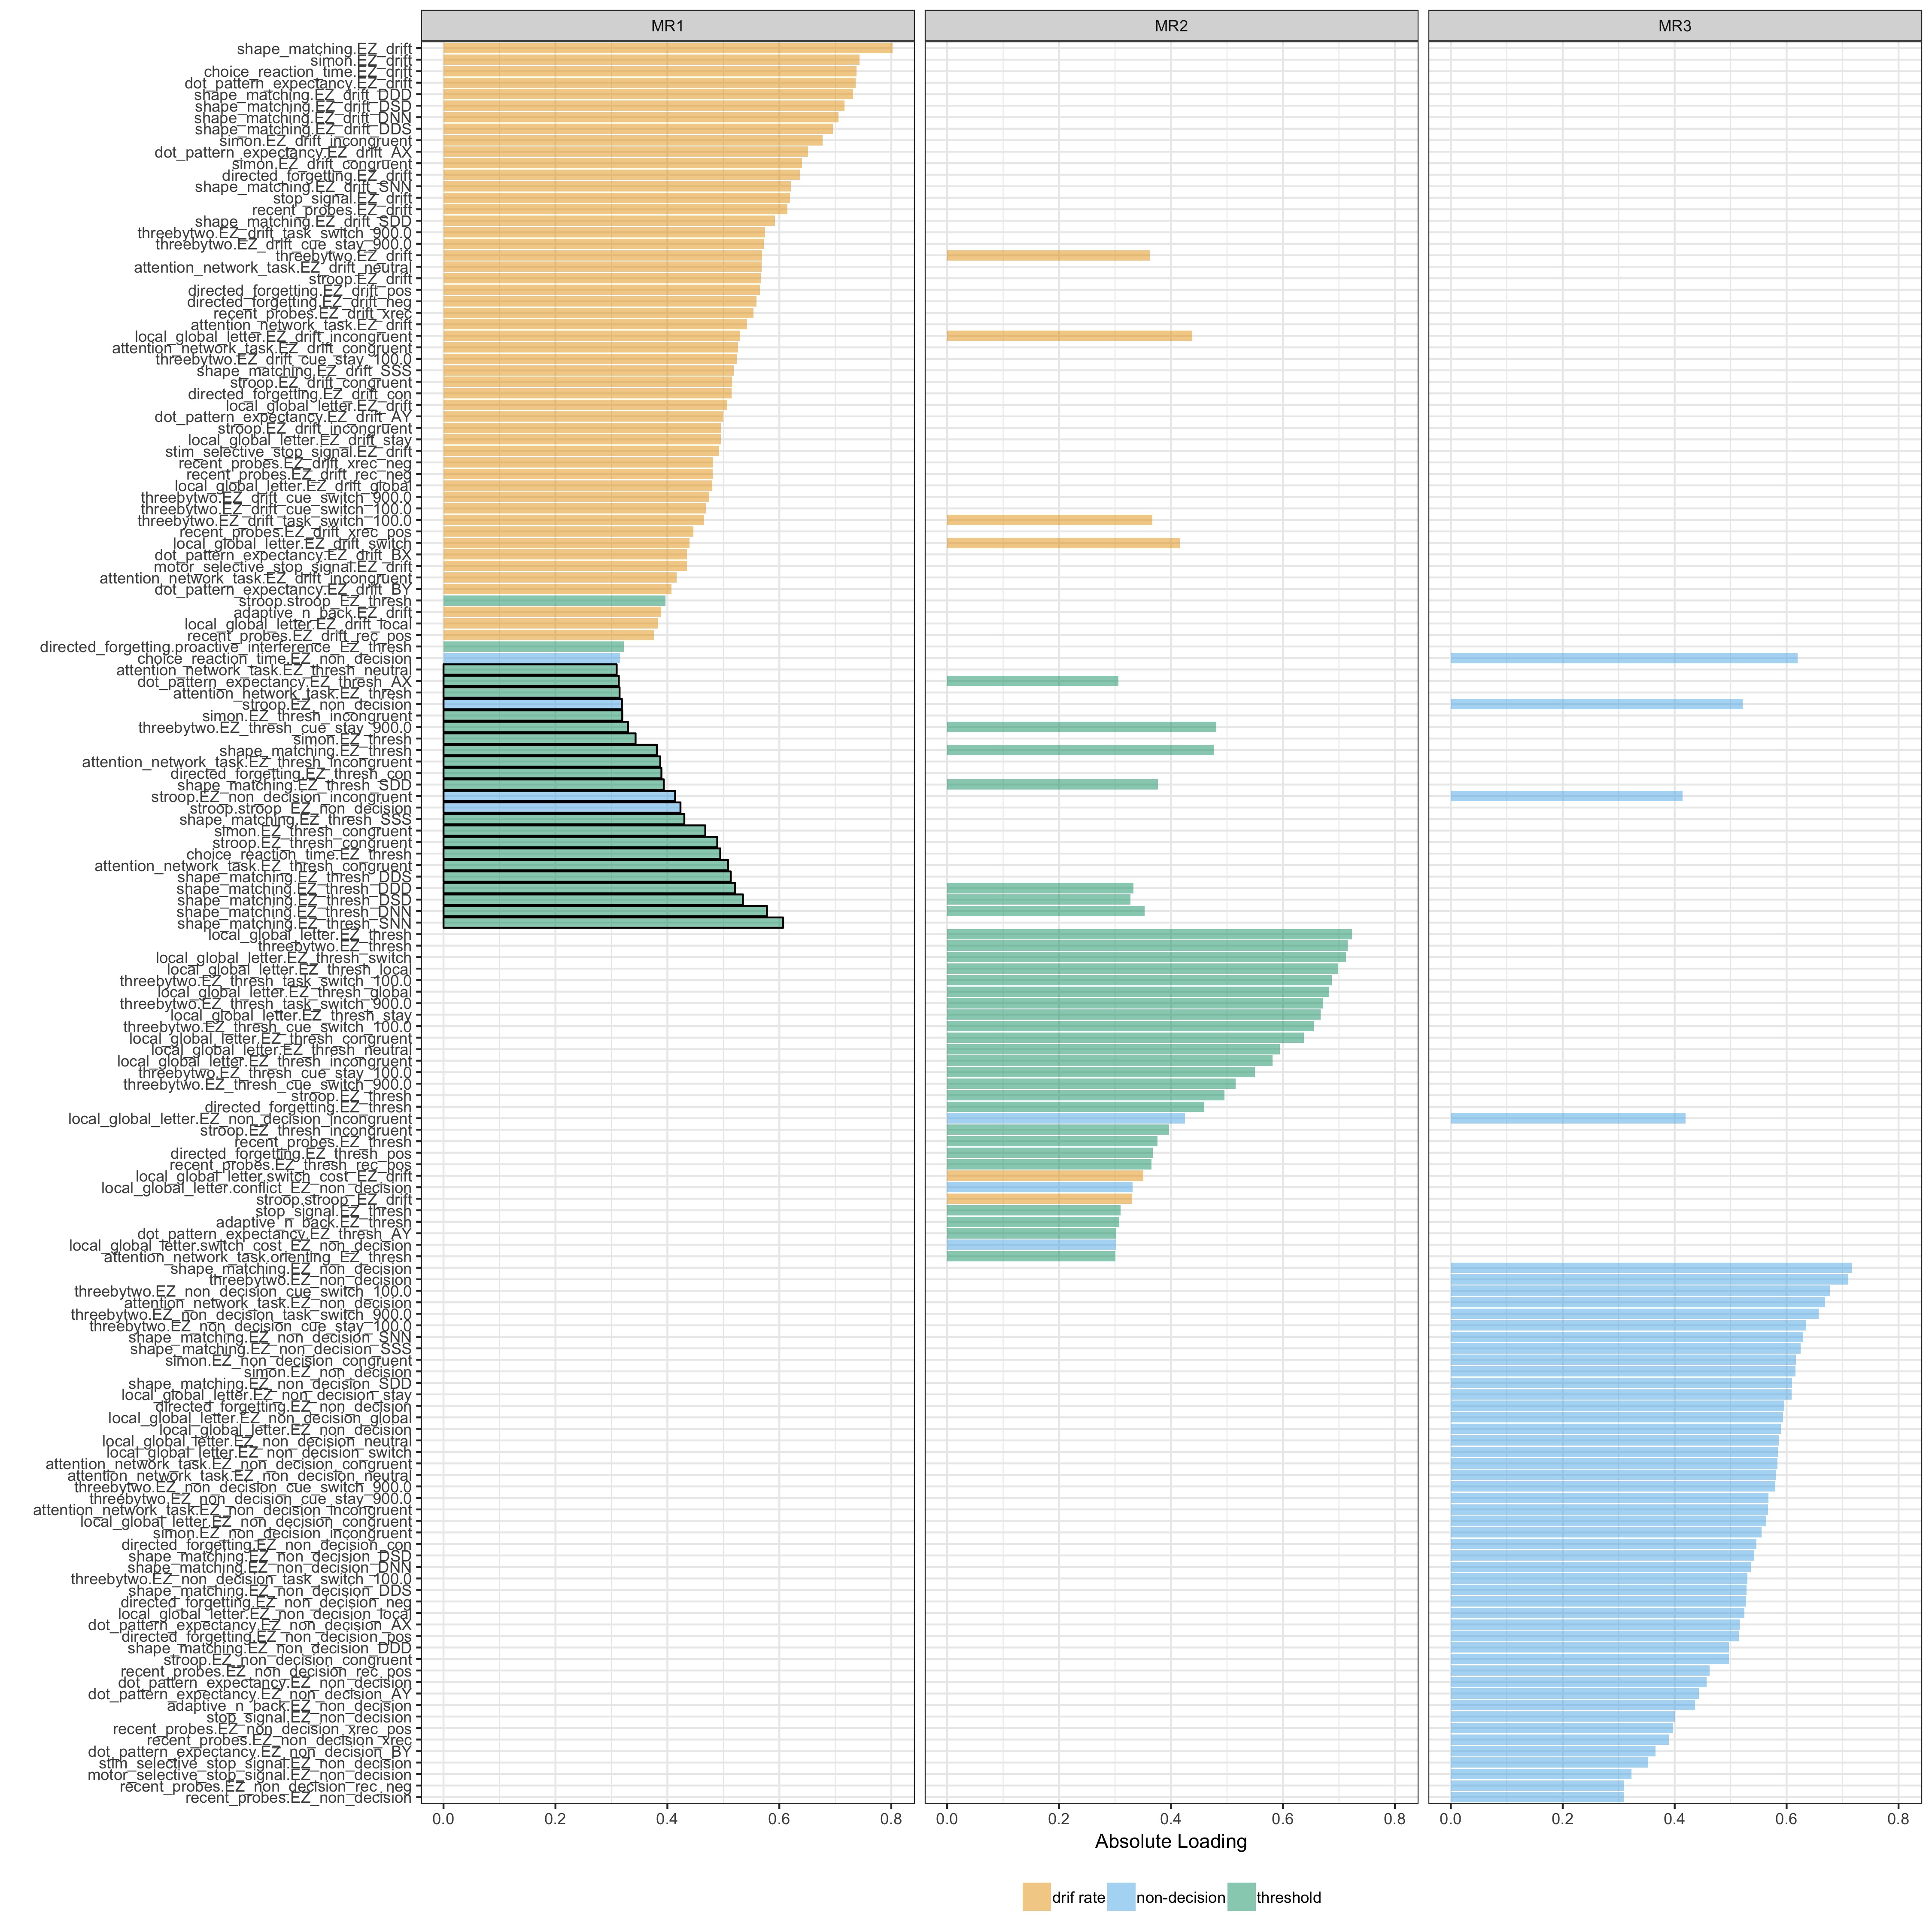 MR1 MR2 MR3
shape_matching.EZ_drift
simon.EZ_drift
choice_reaction_time.EZ_drift
dot_pattern_expectancy.EZ_drift
shape_matching.EZ_drift_DDD
shape_matching.EZ_drift_DSD
shape_matching.EZ_drift_DNN
shape_matching.EZ_drift_DDS
simon.EZ_drift_incongruent
dot_pattern_expectancy.EZ_drift_AX
simon.EZ_drift_congruent
directed_forgetting.EZ_drift
shape_matching.EZ_drift_SNN
stop_signal.EZ_drift
recent_probes.EZ_drift
shape_matching.EZ_drift_SDD
threebytwo.EZ_drift_task_switch_900.0
threebytwo.EZ_drift_cue_stay_900.0
threebytwo.EZ_drift
attention_network_task.EZ_drift_neutral
stroop.EZ_drift
directed_forgetting.EZ_drift_pos
directed_forgetting.EZ_drift_neg
recent_probes.EZ_drift_xrec
attention_network_task.EZ_drift
local_global_letter.EZ_drift_incongruent
attention_network_task.EZ_drift_congruent
threebytwo.EZ_drift_cue_stay_100.0
shape_matching.EZ_drift_SSS
stroop.EZ_drift_congruent
directed_forgetting.EZ_drift_con
local_global_letter.EZ_drift
dot_pattern_expectancy.EZ_drift_AY
stroop.EZ_drift_incongruent
local_global_letter.EZ_drift_stay
stim_selective_stop_signal.EZ_drift
recent_probes.EZ_drift_xrec_neg
recent_probes.EZ_drift_rec_neg
local_global_letter.EZ_drift_global
threebytwo.EZ_drift_cue_switch_900.0
threebytwo.EZ_drift_cue_switch_100.0
threebytwo.EZ_drift_task_switch_100.0
recent_probes.EZ_drift_xrec_pos
local_global_letter.EZ_drift_switch
dot_pattern_expectancy.EZ_drift_BX
motor_selective_stop_signal.EZ_drift
attention_network_task.EZ_drift_incongruent
dot_pattern_expectancy.EZ_drift_BY
stroop.stroop_EZ_thresh
adaptive_n_back.EZ_drift
local_global_letter.EZ_drift_local
recent_probes.EZ_drift_rec_pos
directed_forgetting.proactive_interference_EZ_thresh
choice_reaction_time.EZ_non_decision
attention_network_task.EZ_thresh_neutral
dot_pattern_expectancy.EZ_thresh_AX
attention_network_task.EZ_thresh
stroop.EZ_non_decision
simon.EZ_thresh_incongruent
threebytwo.EZ_thresh_cue_stay_900.0
simon.EZ_thresh
shape_matching.EZ_thresh
attention_network_task.EZ_thresh_incongruent
directed_forgetting.EZ_thresh_con
shape_matching.EZ_thresh_SDD
stroop.EZ_non_decision_incongruent
stroop.stroop_EZ_non_decision
shape_matching.EZ_thresh_SSS
simon.EZ_thresh_congruent
stroop.EZ_thresh_congruent
choice_reaction_time.EZ_thresh
attention_network_task.EZ_thresh_congruent
shape_matching.EZ_thresh_DDS
shape_matching.EZ_thresh_DDD
shape_matching.EZ_thresh_DSD
shape_matching.EZ_thresh_DNN
shape_matching.EZ_thresh_SNN
local_global_letter.EZ_thresh
threebytwo.EZ_thresh
local_global_letter.EZ_thresh_switch
local_global_letter.EZ_thresh_local
threebytwo.EZ_thresh_task_switch_100.0
local_global_letter.EZ_thresh_global
threebytwo.EZ_thresh_task_switch_900.0
local_global_letter.EZ_thresh_stay
threebytwo.EZ_thresh_cue_switch_100.0
local_global_letter.EZ_thresh_congruent
local_global_letter.EZ_thresh_neutral
local_global_letter.EZ_thresh_incongruent
threebytwo.EZ_thresh_cue_stay_100.0
threebytwo.EZ_thresh_cue_switch_900.0
stroop.EZ_thresh
directed_forgetting.EZ_thresh
local_global_letter.EZ_non_decision_incongruent
stroop.EZ_thresh_incongruent
recent_probes.EZ_thresh
directed_forgetting.EZ_thresh_pos
recent_probes.EZ_thresh_rec_pos
local_global_letter.switch_cost_EZ_drift
local_global_letter.conflict_EZ_non_decision
stroop.stroop_EZ_drift
stop_signal.EZ_thresh
adaptive_n_back.EZ_thresh
dot_pattern_expectancy.EZ_thresh_AY
local_global_letter.switch_cost_EZ_non_decision
attention_network_task.orienting_EZ_thresh
shape_matching.EZ_non_decision
threebytwo.EZ_non_decision
threebytwo.EZ_non_decision_cue_switch_100.0
attention_network_task.EZ_non_decision
threebytwo.EZ_non_decision_task_switch_900.0
threebytwo.EZ_non_decision_cue_stay_100.0
shape_matching.EZ_non_decision_SNN
shape_matching.EZ_non_decision_SSS
simon.EZ_non_decision_congruent
simon.EZ_non_decision
shape_matching.EZ_non_decision_SDD
local_global_letter.EZ_non_decision_stay
directed_forgetting.EZ_non_decision
local_global_letter.EZ_non_decision_global
local_global_letter.EZ_non_decision
local_global_letter.EZ_non_decision_neutral
local_global_letter.EZ_non_decision_switch
attention_network_task.EZ_non_decision_congruent
attention_network_task.EZ_non_decision_neutral
threebytwo.EZ_non_decision_cue_switch_900.0
threebytwo.EZ_non_decision_cue_stay_900.0
attention_network_task.EZ_non_decision_incongruent
local_global_letter.EZ_non_decision_congruent
simon.EZ_non_decision_incongruent
directed_forgetting.EZ_non_decision_con
shape_matching.EZ_non_decision_DSD
shape_matching.EZ_non_decision_DNN
threebytwo.EZ_non_decision_task_switch_100.0
shape_matching.EZ_non_decision_DDS
directed_forgetting.EZ_non_decision_neg
local_global_letter.EZ_non_decision_local
dot_pattern_expectancy.EZ_non_decision_AX
directed_forgetting.EZ_non_decision_pos
shape_matching.EZ_non_decision_DDD
stroop.EZ_non_decision_congruent
recent_probes.EZ_non_decision_rec_pos
dot_pattern_expectancy.EZ_non_decision
dot_pattern_expectancy.EZ_non_decision_AY
adaptive_n_back.EZ_non_decision
stop_signal.EZ_non_decision
recent_probes.EZ_non_decision_xrec_pos
recent_probes.EZ_non_decision_xrec
dot_pattern_expectancy.EZ_non_decision_BY
stim_selective_stop_signal.EZ_non_decision
motor_selective_stop_signal.EZ_non_decision
recent_probes.EZ_non_decision_rec_neg
recent_probes.EZ_non_decision
0.0 0.2 0.4 0.6 0.8 0.0 0.2 0.4 0.6 0.8 0.0 0.2 0.4 0.6 0.8
Absolute Loading
drif rate non-decision threshold